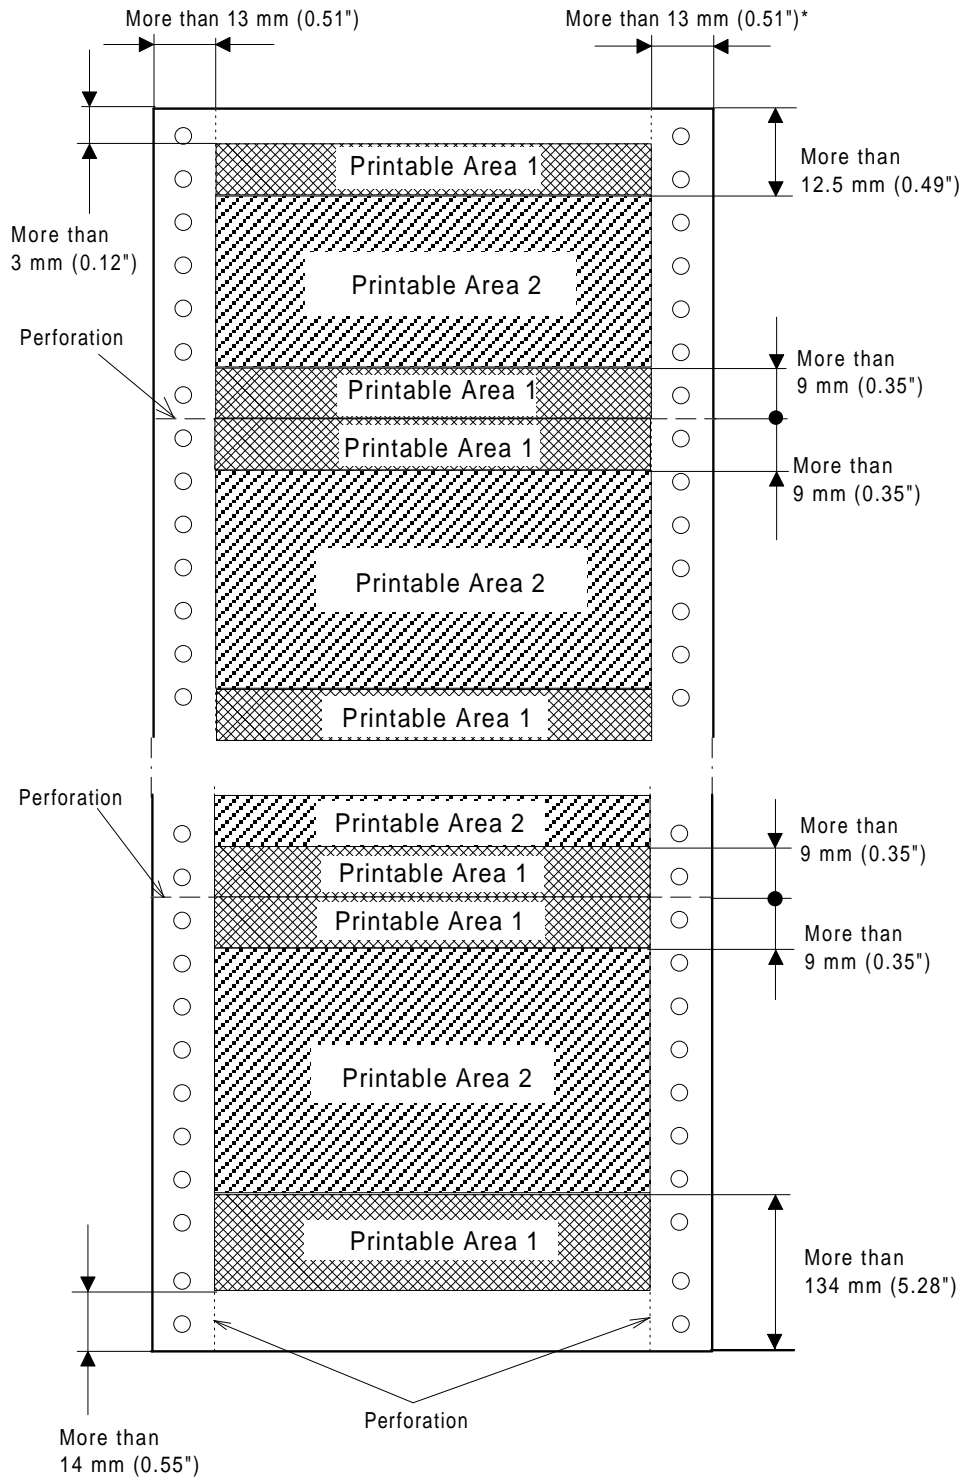 More than 13 mm (0.51")
More than 13 mm (0.51")*
Printable Area 1
More than
12.5 mm (0.49")
More than
3 mm (0.12")
Printable Area 2
Perforation
More than
9 mm (0.35")
Printable Area 1
Printable Area 1
More than
9 mm (0.35")
Printable Area 2
Printable Area 1
Perforation
Printable Area 2
More than
9 mm (0.35")
Printable Area 1
Printable Area 1
More than
9 mm (0.35")
Printable Area 2
Printable Area 1
More than
134 mm (5.28")
Perforation
More than
14 mm (0.55")